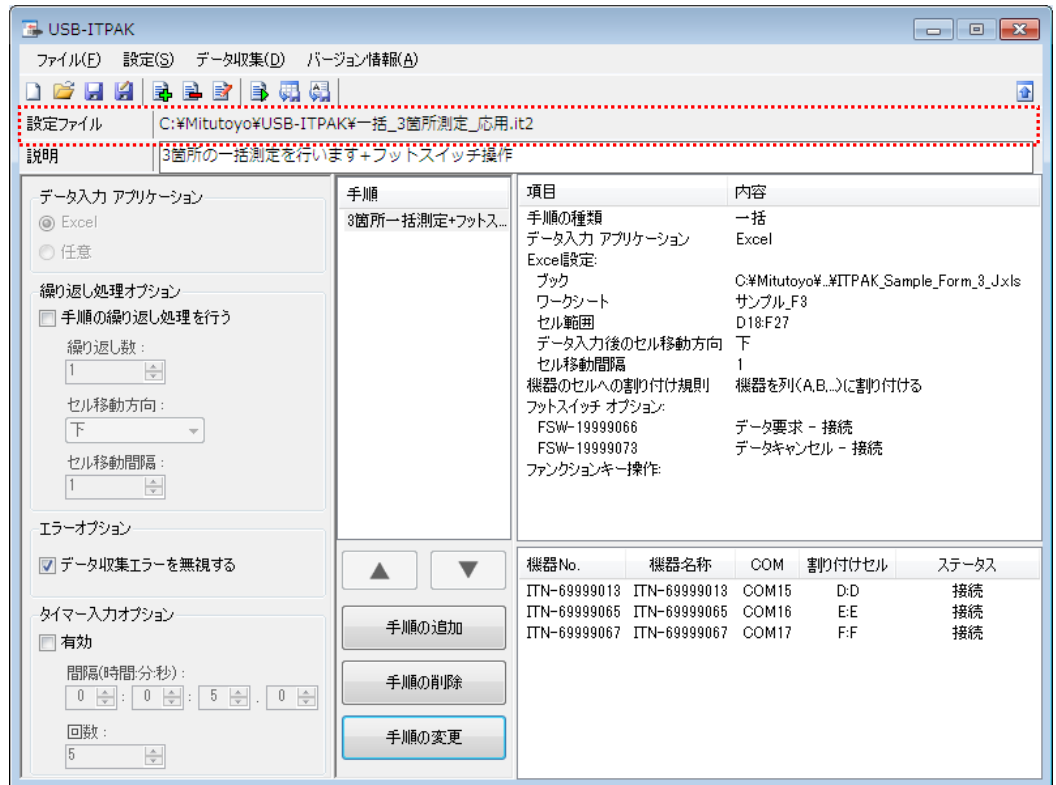 USB-ITPAK
ファイル(F) 設定(S) データ収集(D) バージョン情報(A)
設定ファイル C:¥Mitutoyo¥USB-ITPAK¥一括_3箇所測定_応用.it2
説明 3箇所の一括測定を行います+フットスイッチ操作
データ入力 アプリケーション
Excel
任意
繰り返し処理オプション
手順の繰り返し処理を行う
繰り返し数 :
1
セル移動方向 :
下
セル移動間隔 :
1
エラーオプション
データ収集エラーを無視する
タイマー入力オプション
有効
間隔(時間:分:秒) :
0 : 0 : 5 . 0
回数 :
5
手順
3箇所一括測定+フットス...
手順の追加
手順の削除
手順の変更
項目 内容
手順の種類 一括
データ入力 アプリケーション Excel
Excel設定:
ブック C:¥Mitutoyo¥..¥ITPAK_Sample_Form_3_J.xls
ワークシート サンプル_F3
セル範囲 D18:F27
データ入力後のセル移動方向 下
セル移動間隔 1
機器のセルへの割り付け規則 機器を列(A,B,...)に割り付ける
フットスイッチ オプション:
FSW-19999066 データ要求 - 接続
FSW-19999073 データキャンセル - 接続
ファンクションキー操作:
機器No. 機器名称 COM 割り付けセル ステータス
ITN-69999013 ITN-69999013 COM15 D:D 接続
ITN-69999065 ITN-69999065 COM16 E:E 接続
ITN-69999067 ITN-69999067 COM17 F:F 接続